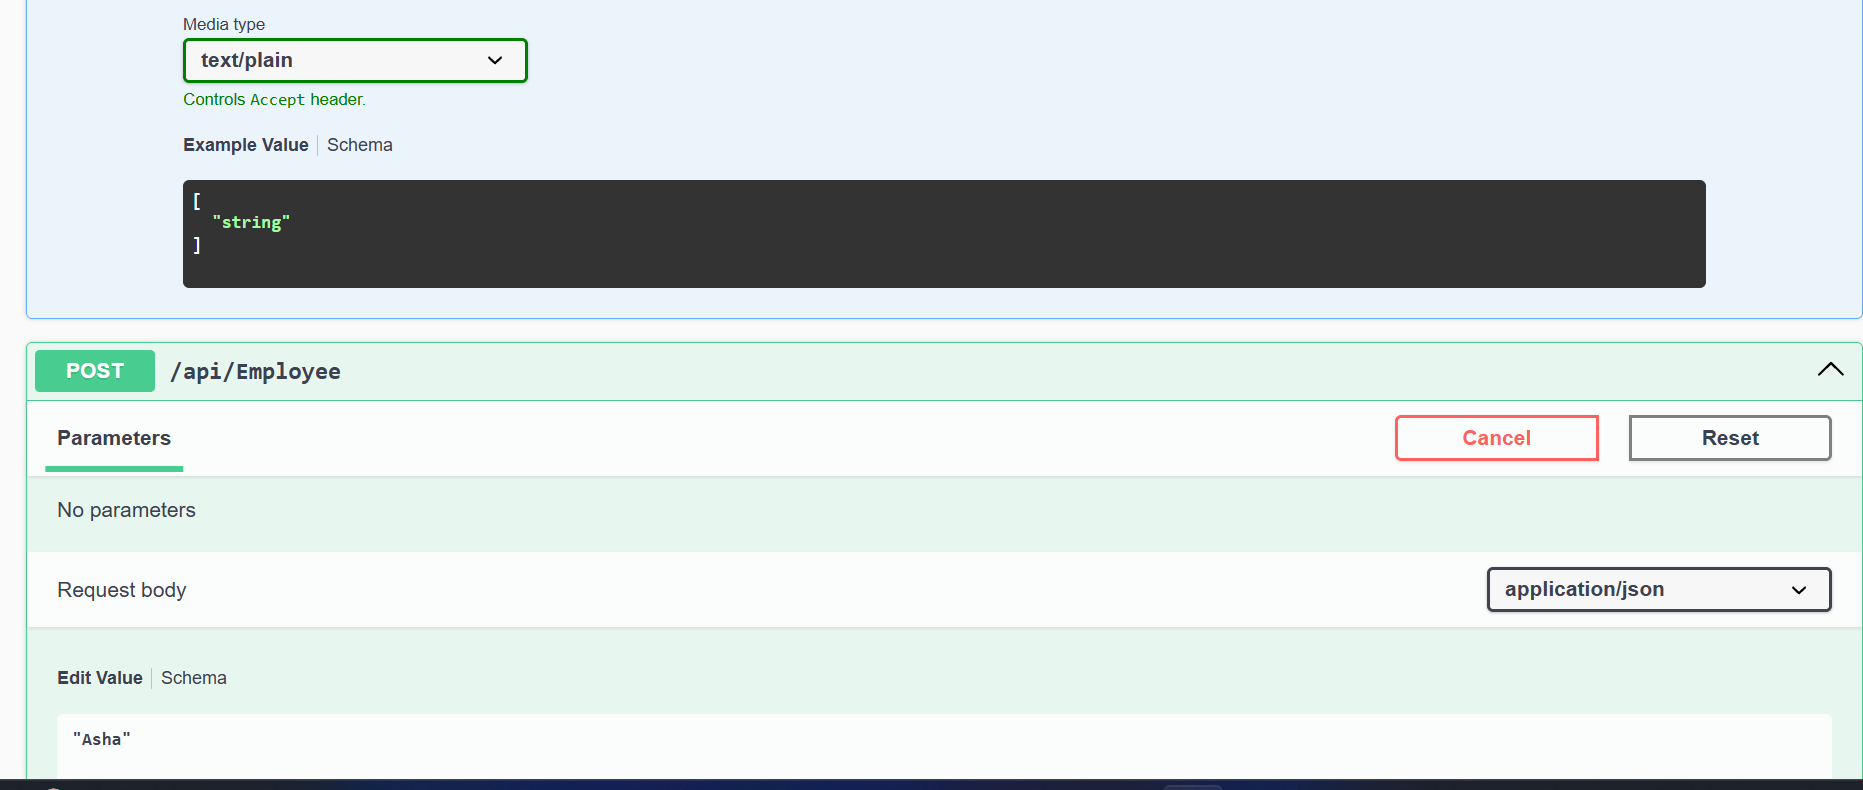 Media type
text/plain
Controls Accept header.
Example Value Schema
[
"string"
]
POST /api/Employee
Parameters Cancel Reset
No parameters
Request body application/json
Edit Value Schema
"Asha"